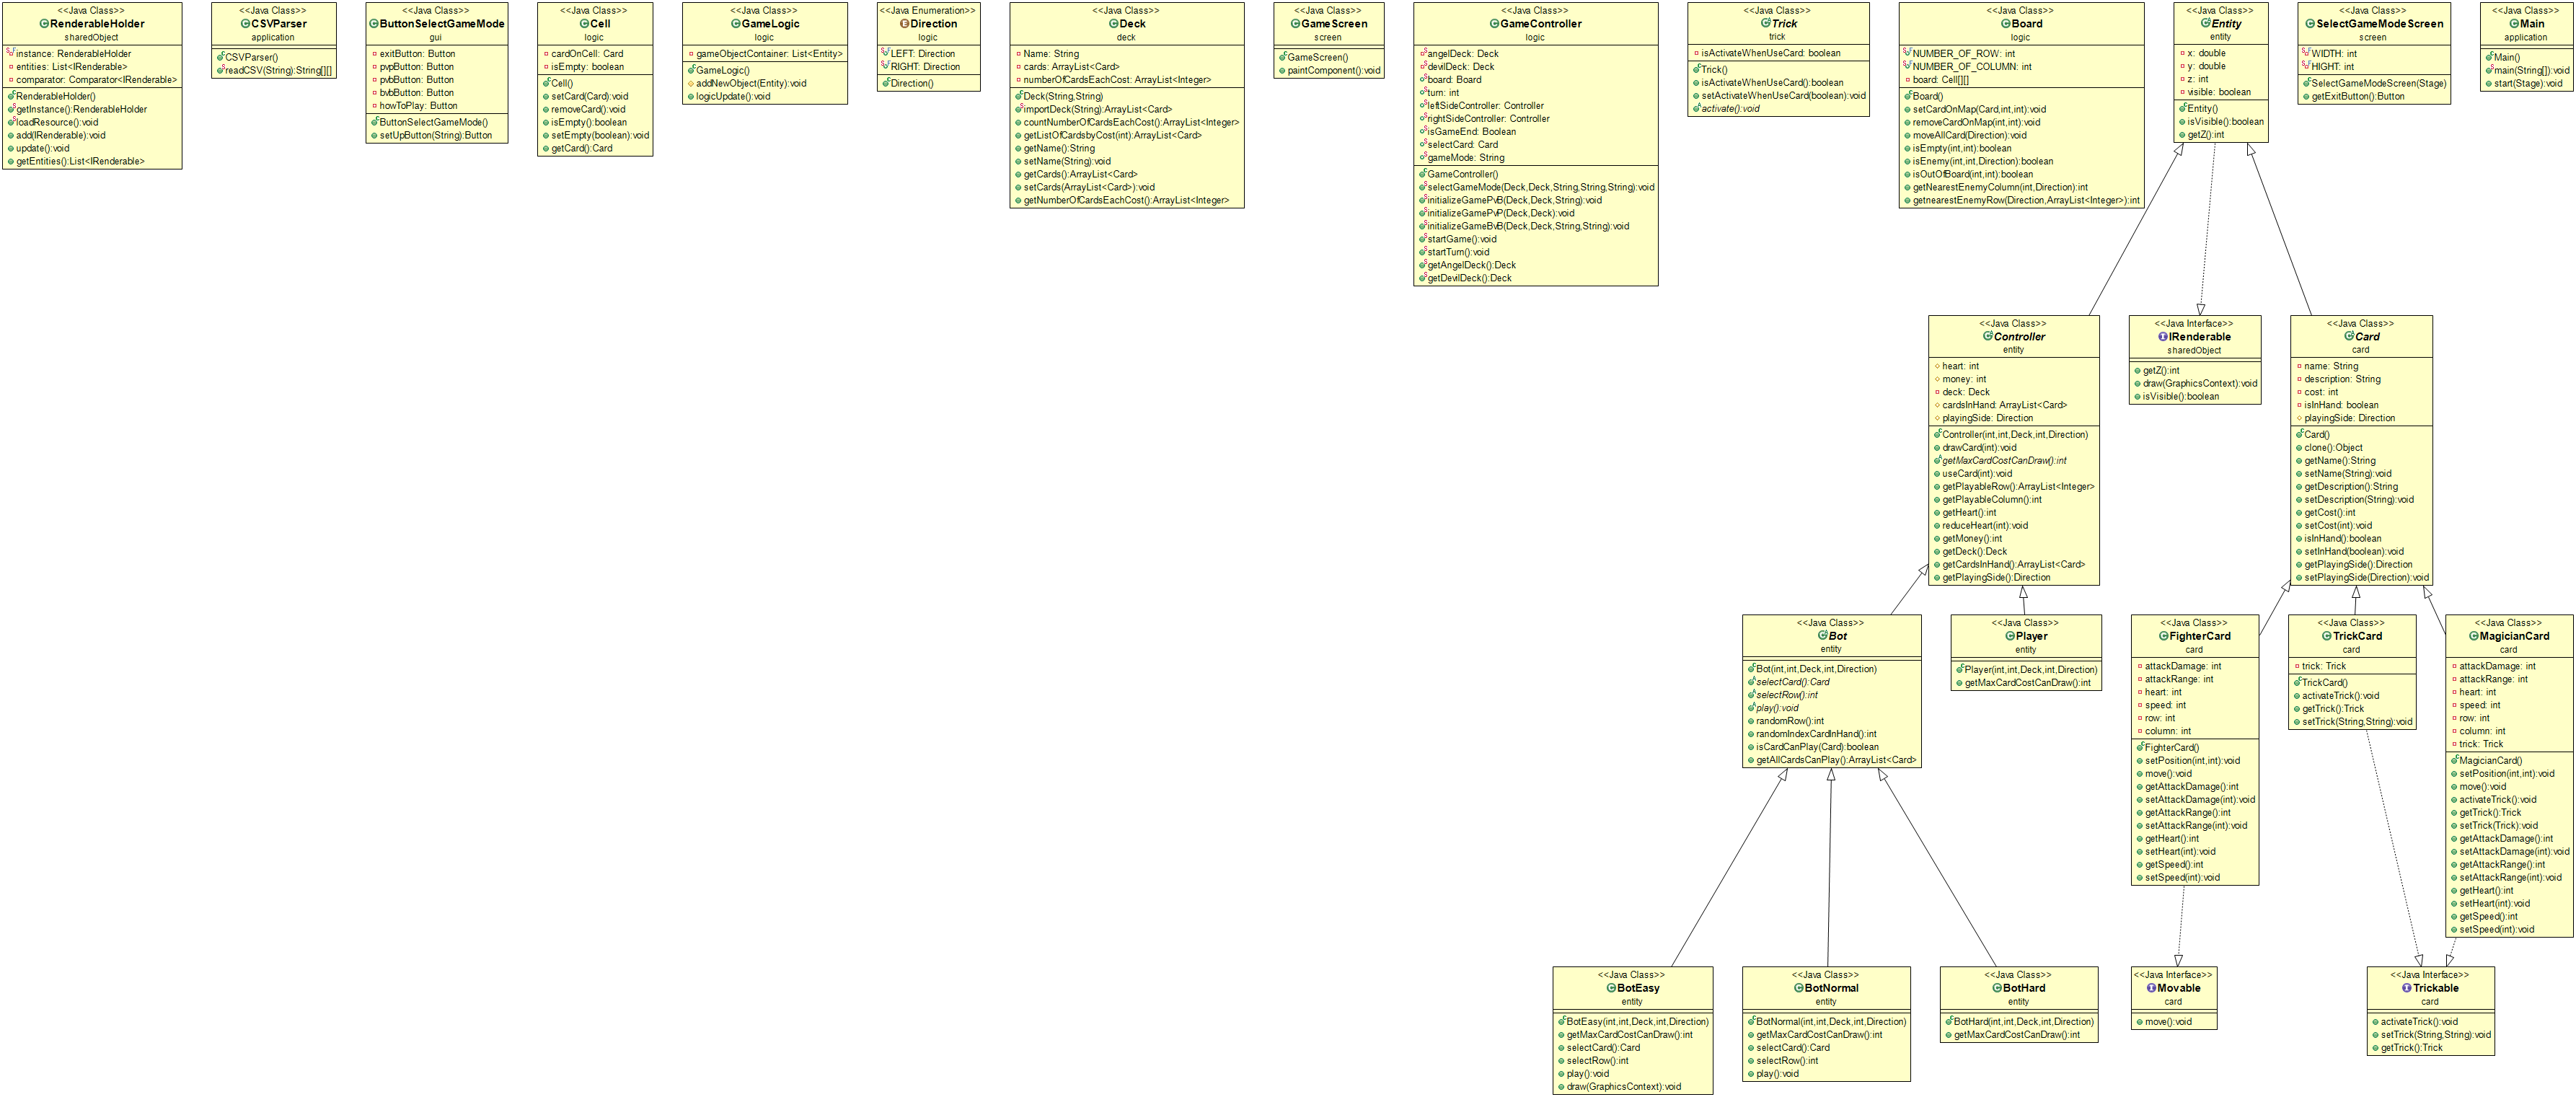 <<Java Class>>
RenderableHolder
sharedObject
instance: RenderableHolder
entities: List<IRenderable>
comparator: Comparator<IRenderable>
RenderableHolder()
getInstance():RenderableHolder
loadResource():void
add(IRenderable):void
update():void
getEntities():List<IRenderable>
<<Java Class>>
CSVParser
application
CSVParser()
readCSV(String):String[][]
<<Java Class>>
ButtonSelectGameMode
gui
exitButton: Button
pvpButton: Button
pvbButton: Button
bvbButton: Button
howToPlay: Button
ButtonSelectGameMode()
setUpButton(String):Button
<<Java Class>>
Cell
logic
cardOnCell: Card
isEmpty: boolean
Cell()
setCard(Card):void
removeCard():void
isEmpty():boolean
setEmpty(boolean):void
getCard():Card
<<Java Class>>
GameLogic
logic
gameObjectContainer: List<Entity>
GameLogic()
addNewObject(Entity):void
logicUpdate():void
<<Java Enumeration>>
Direction
logic
LEFT: Direction
RIGHT: Direction
Direction()
<<Java Class>>
Deck
deck
Name: String
cards: ArrayList<Card>
numberOfCardsEachCost: ArrayList<Integer>
Deck(String,String)
importDeck(String):ArrayList<Card>
countNumberOfCardsEachCost():ArrayList<Integer>
getListOfCardsbyCost(int):ArrayList<Card>
getName():String
setName(String):void
getCards():ArrayList<Card>
setCards(ArrayList<Card>):void
getNumberOfCardsEachCost():ArrayList<Integer>
<<Java Class>>
GameScreen
screen
GameScreen()
paintComponent():void
<<Java Class>>
GameController
logic
angelDeck: Deck
devilDeck: Deck
board: Board
turn: int
leftSideController: Controller
rightSideController: Controller
isGameEnd: Boolean
selectCard: Card
gameMode: String
GameController()
selectGameMode(Deck,Deck,String,String,String):void
initializeGamePvB(Deck,Deck,String):void
initializeGamePvP(Deck,Deck):void
initializeGameBvB(Deck,Deck,String,String):void
startGame():void
startTurn():void
getAngelDeck():Deck
getDevilDeck():Deck
<<Java Class>>
Trick
trick
isActivateWhenUseCard: boolean
Trick()
isActivateWhenUseCard():boolean
setActivateWhenUseCard(boolean):void
activate():void
<<Java Class>>
Board
logic
NUMBER_OF_ROW: int
NUMBER_OF_COLUMN: int
board: Cell[][]
Board()
setCardOnMap(Card,int,int):void
removeCardOnMap(int,int):void
moveAllCard(Direction):void
isEmpty(int,int):boolean
isEnemy(int,int,Direction):boolean
isOutOfBoard(int,int):boolean
getNearestEnemyColumn(int,Direction):int
getnearestEnemyRow(Direction,ArrayList<Integer>):int
<<Java Class>>
Entity
entity
x: double
y: double
z: int
visible: boolean
Entity()
isVisible():boolean
getZ():int
<<Java Class>>
SelectGameModeScreen
screen
WIDTH: int
HIGHT: int
SelectGameModeScreen(Stage)
getExitButton():Button
<<Java Class>>
Main
application
Main()
main(String[]):void
start(Stage):void
<<Java Class>>
Controller
entity
heart: int
money: int
deck: Deck
cardsInHand: ArrayList<Card>
playingSide: Direction
Controller(int,int,Deck,int,Direction)
drawCard(int):void
getMaxCardCostCanDraw():int
useCard(int):void
getPlayableRow():ArrayList<Integer>
getPlayableColumn():int
getHeart():int
reduceHeart(int):void
getMoney():int
getDeck():Deck
getCardsInHand():ArrayList<Card>
getPlayingSide():Direction
<<Java Interface>>
IRenderable
sharedObject
getZ():int
draw(GraphicsContext):void
isVisible():boolean
<<Java Class>>
Card
card
name: String
description: String
cost: int
isInHand: boolean
playingSide: Direction
Card()
clone():Object
getName():String
setName(String):void
getDescription():String
setDescription(String):void
getCost():int
setCost(int):void
isInHand():boolean
setInHand(boolean):void
getPlayingSide():Direction
setPlayingSide(Direction):void
<<Java Class>>
Bot
entity
Bot(int,int,Deck,int,Direction)
selectCard():Card
selectRow():int
play():void
randomRow():int
randomIndexCardInHand():int
isCardCanPlay(Card):boolean
getAllCardsCanPlay():ArrayList<Card>
<<Java Class>>
Player
entity
Player(int,int,Deck,int,Direction)
getMaxCardCostCanDraw():int
<<Java Class>>
FighterCard
card
attackDamage: int
attackRange: int
heart: int
speed: int
row: int
column: int
FighterCard()
setPosition(int,int):void
move():void
getAttackDamage():int
setAttackDamage(int):void
getAttackRange():int
setAttackRange(int):void
getHeart():int
setHeart(int):void
getSpeed():int
setSpeed(int):void
<<Java Class>>
TrickCard
card
trick: Trick
TrickCard()
activateTrick():void
getTrick():Trick
setTrick(String,String):void
<<Java Class>>
MagicianCard
card
attackDamage: int
attackRange: int
heart: int
speed: int
row: int
column: int
trick: Trick
MagicianCard()
setPosition(int,int):void
move():void
activateTrick():void
getTrick():Trick
setTrick(Trick):void
getAttackDamage():int
setAttackDamage(int):void
getAttackRange():int
setAttackRange(int):void
getHeart():int
setHeart(int):void
getSpeed():int
setSpeed(int):void
<<Java Class>>
BotEasy
entity
BotEasy(int,int,Deck,int,Direction)
getMaxCardCostCanDraw():int
selectCard():Card
selectRow():int
play():void
draw(GraphicsContext):void
<<Java Class>>
BotNormal
entity
BotNormal(int,int,Deck,int,Direction)
getMaxCardCostCanDraw():int
selectCard():Card
selectRow():int
play():void
<<Java Class>>
BotHard
entity
BotHard(int,int,Deck,int,Direction)
getMaxCardCostCanDraw():int
<<Java Interface>>
Movable
card
move():void
<<Java Interface>>
Trickable
card
activateTrick():void
setTrick(String,String):void
getTrick():Trick